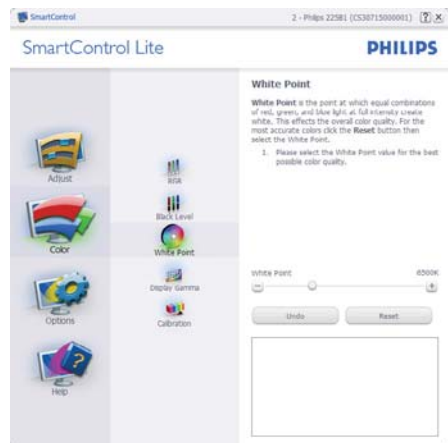 SmartControl
2 - Philips 225B1 (CS30715000001)
SmartControl Lite
PHILIPS
Adjust
Color
Options
Help
RGB
Black Level
White Point
Display Gamma
Calibration
White Point
White Point is the point at which equal combinations
of red, green, and blue light at full intensity create
white. This effects the overall color quality. For the
most accurate colors click the Reset button then
select the White Point.
1. Please select the White Point value for the best
possible color quality.
White Point 6500K
Undo Reset